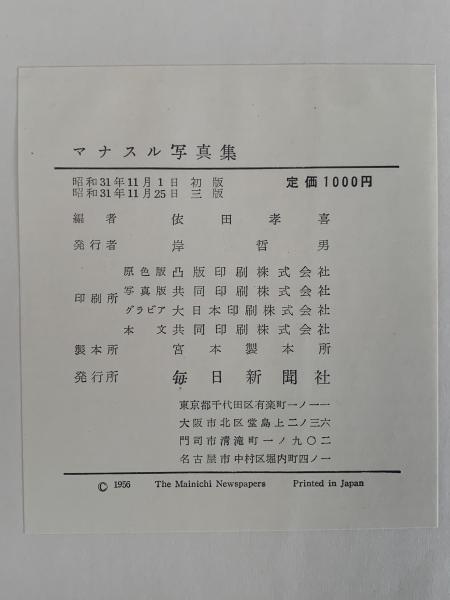 マナスル写真集
昭和31年11月1日 初版
昭和31年11月25日 三版
定価1000円
編者 依田孝喜
発行者 岸哲男
印刷所
原色版 凸版印刷株式会社
写真版 共同印刷株式会社
グラビア 大日本印刷株式会社
本文 共同印刷株式会社
製本所 宮本製本所
発行所 毎日新聞社
東京都千代田区有楽町一ノ一一
大阪市北区堂島上二ノ三六
門司市清滝町一ノ九〇二
名古屋市中村区堀内町四ノ一
© 1956 The Mainichi Newspapers Printed in Japan